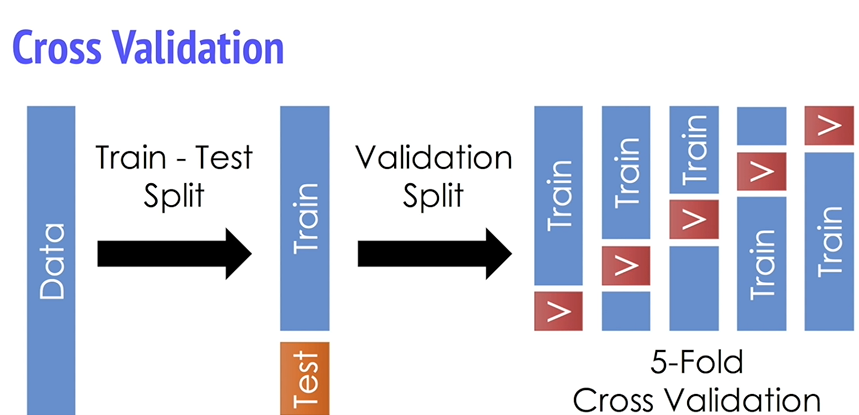 Cross Validation
Data
Train - Test
Split
Train
Test
Validation
Split
Train
V
Train
V
Train
V
V
Train
V
Train
5-Fold
Cross Validation